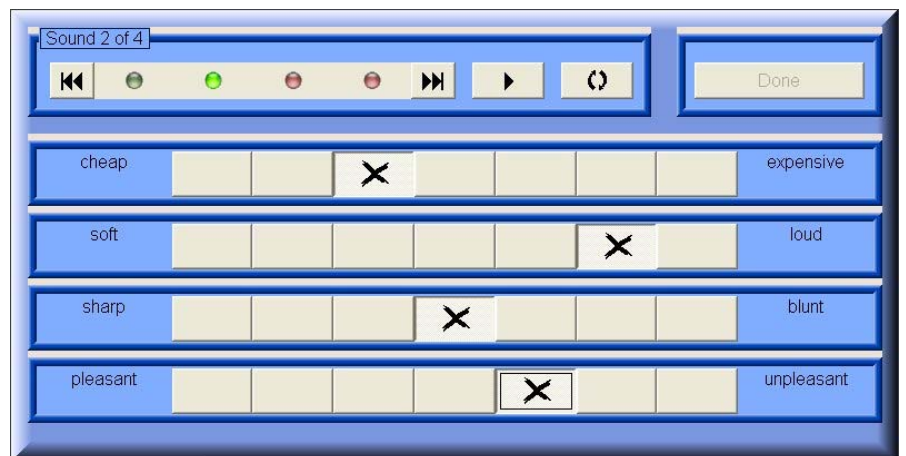 Sound 2 of 4
Done
cheap expensive
soft loud
sharp blunt
pleasant unpleasant